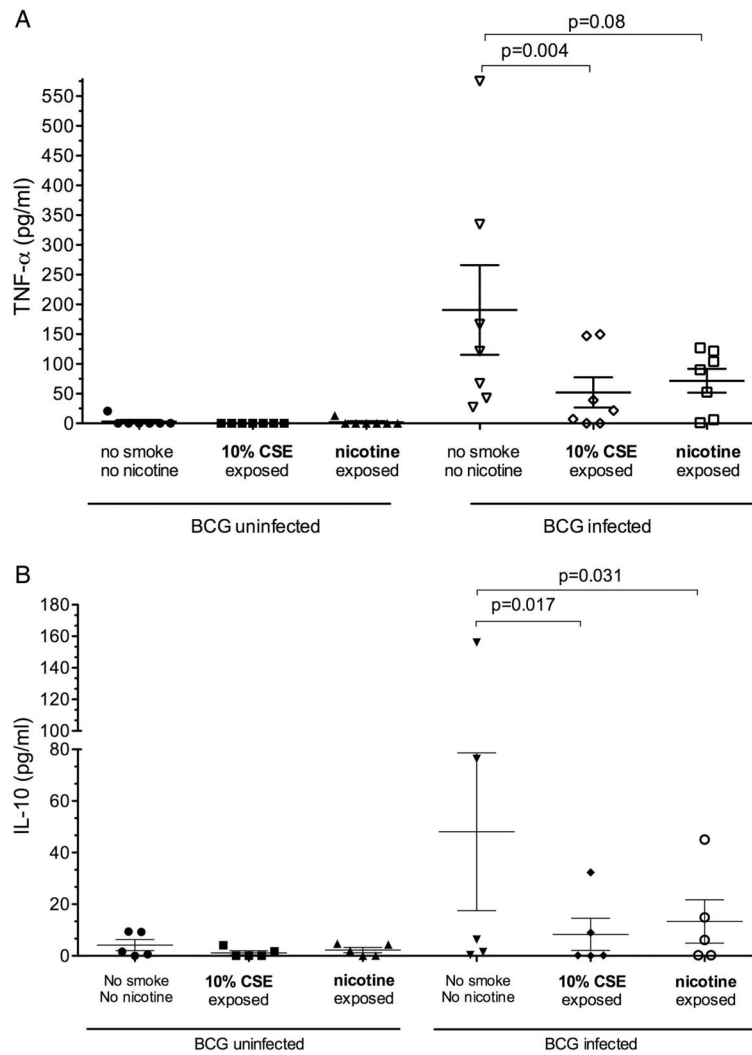 A
p=0.08
p=0.004
TNF-α (pg/ml)
550
500
450
400
350
300
250
200
150
100
50
0
no smoke
no nicotine
10% CSE
exposed
nicotine
exposed
no smoke
no nicotine
10% CSE
exposed
nicotine
exposed
BCG uninfected
BCG infected
B
p=0.031
p=0.017
IL-10 (pg/ml)
180
160
140
120
100
80
60
40
20
0
No smoke
No nicotine
10% CSE
exposed
nicotine
exposed
No smoke
No nicotine
10% CSE
exposed
nicotine
exposed
BCG uninfected
BCG infected